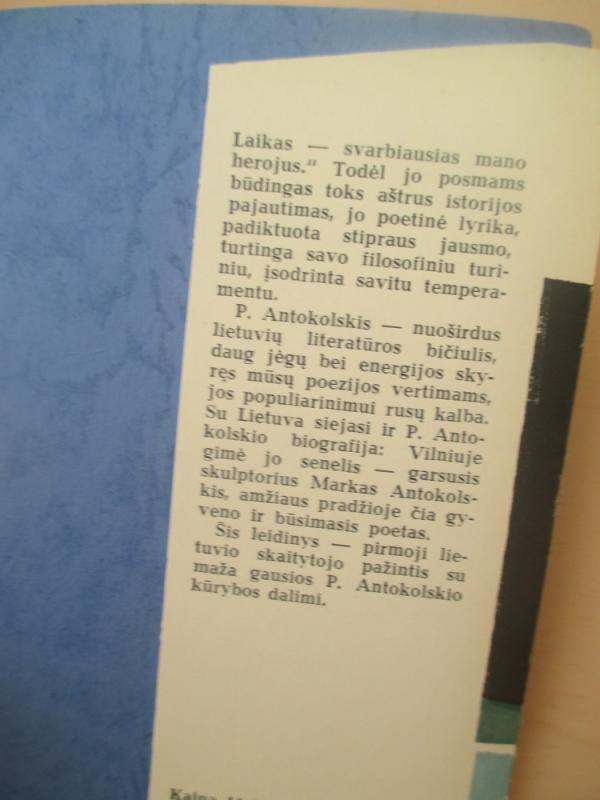 Laikas — svarbiausias mano
herojus.“ Todėl jo posmams
būdingas toks aštrus istorijos
pajautimas, jo poetinė lyrika,
padiktuota stipraus jausmo,
turtinga savo filosofiniu turi-
niu, įsodrinta savitu tempera-
mentu.
P. Antokolskis — nuoširdus
lietuvių literatūros bičiulis,
daug jėgų bei energijos sky-
ręs mūsų poezijos vertimams,
jos populiarinimui rusų kalba.
Su Lietuva siejasi ir P. Anto-
kolskio biografija: Vilniuje
gimė jo senelis — garsusis
skulptorius Markas Antokols-
kis, amžiaus pradžioje čia gy-
veno ir būsimasis poetas.
Šis leidinys — pirmoji lie-
tuvio skaitytojo pažintis su
maža gausios P. Antokolskio
kūrybos dalimi.
Kaina